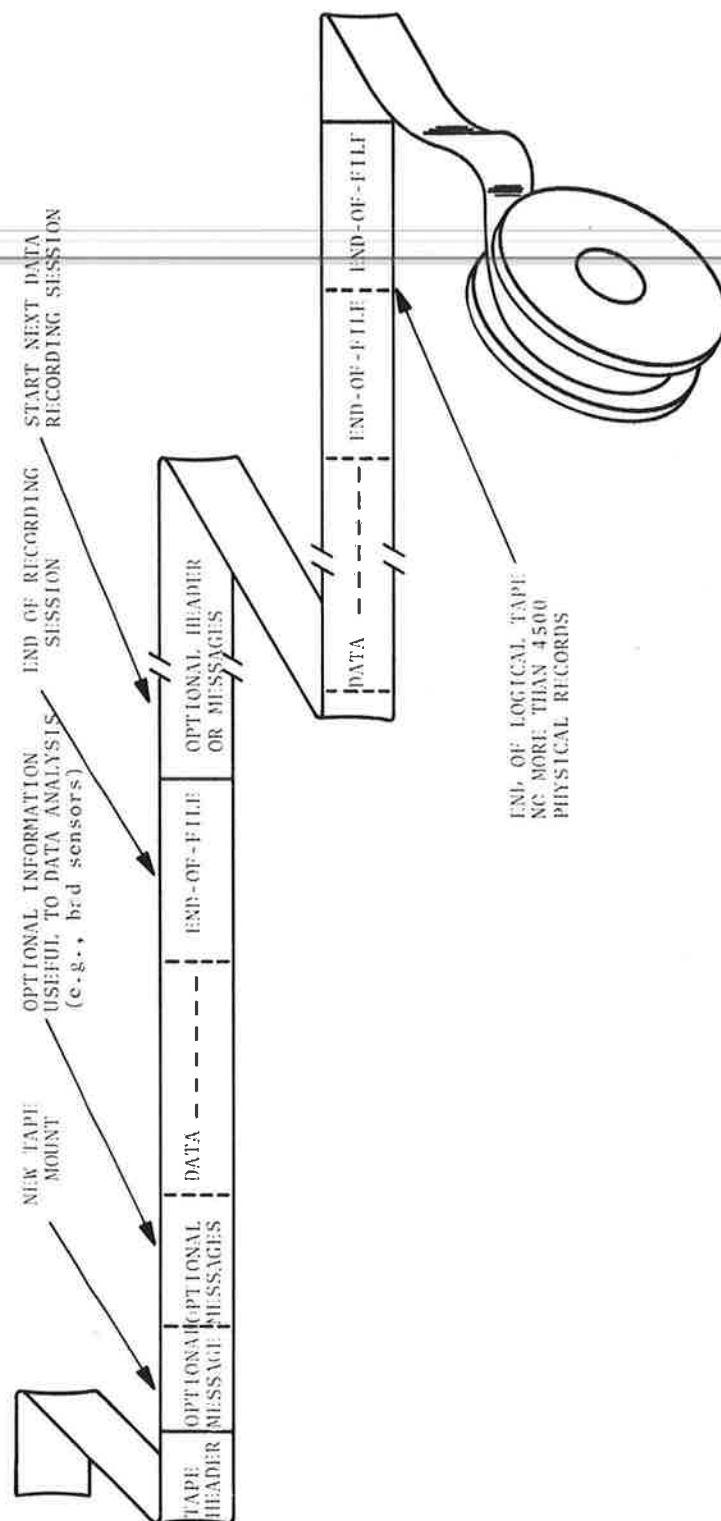 NEW TAPE
MOUNT
OPTIONAL INFORMATION
USEFUL TO DATA ANALYSIS
(e.g., bad sensors)
END OF RECORDING
SESSION
START NEXT DATA
RECORDING SESSION
TAPE
HEADER
OPTIONAL
MESSAGE
OPTIONAL
MESSAGES
DATA
END-OF-FILE
OPTIONAL HEADER
OR MESSAGES
DATA
END-OF-FILE
END-OF-FILE
END OF LOGICAL TAPE
NO MORE THAN 4500
PHYSICAL RECORDS